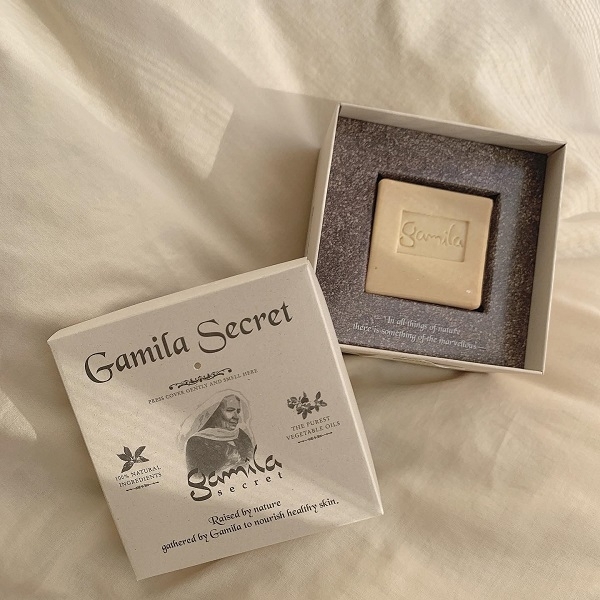 gamila
"In all things of nature
there is something of the marvellous"
Gamila Secret
PRESS COVER GENTLY AND SMELL HERE
100% NATURAL
INGREDIENTS
THE PUREST
VEGETABLE OILS
gamila
secret
Raised by nature
gathered by Gamila to nourish healthy skin.